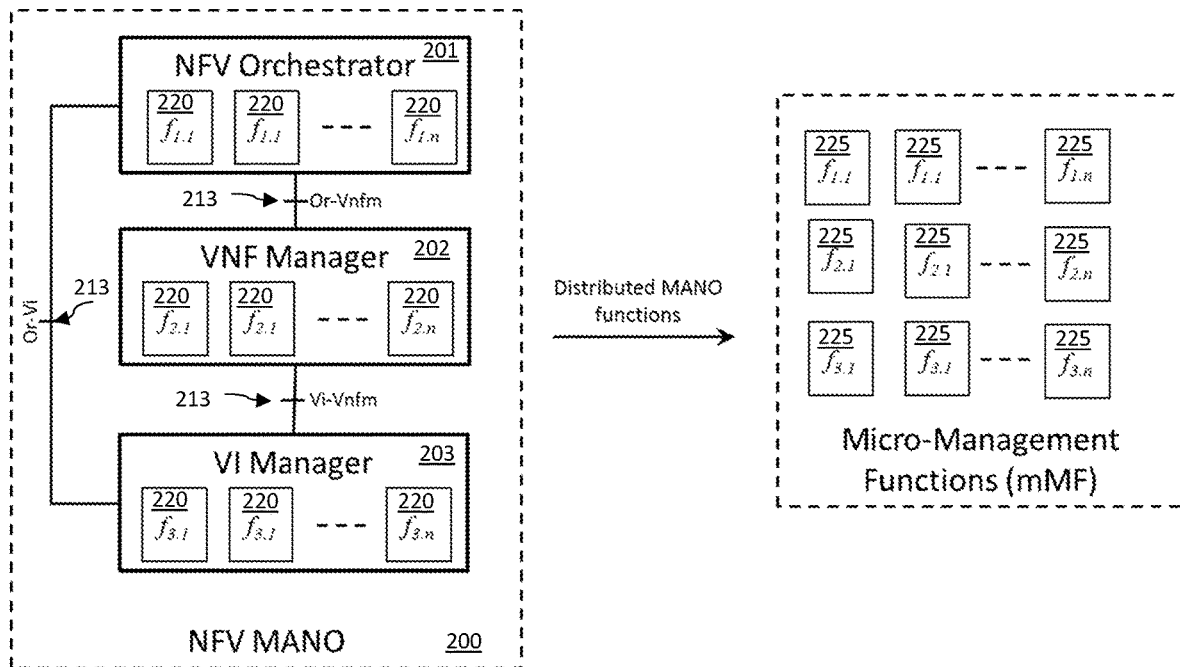 201
NFV Orchestrator
220 220 220
f1.1 f1.1 --- f1.n
213 Or-Vnfm
VNF Manager 202
220 220 220
f2.1 f2.1 --- f2.n
Or-Vi
213
213 Vi-Vnfm
VI Manager 203
220 220 220
f3.1 f3.1 --- f3.n
NFV MANO 200
Distributed MANO
functions
225 225 225
f1.1 f1.1 --- f1.n
225 225 225
f2.1 f2.1 --- f2.n
225 225 225
f3.1 f3.1 --- f3.n
Micro-Management
Functions (mMF)